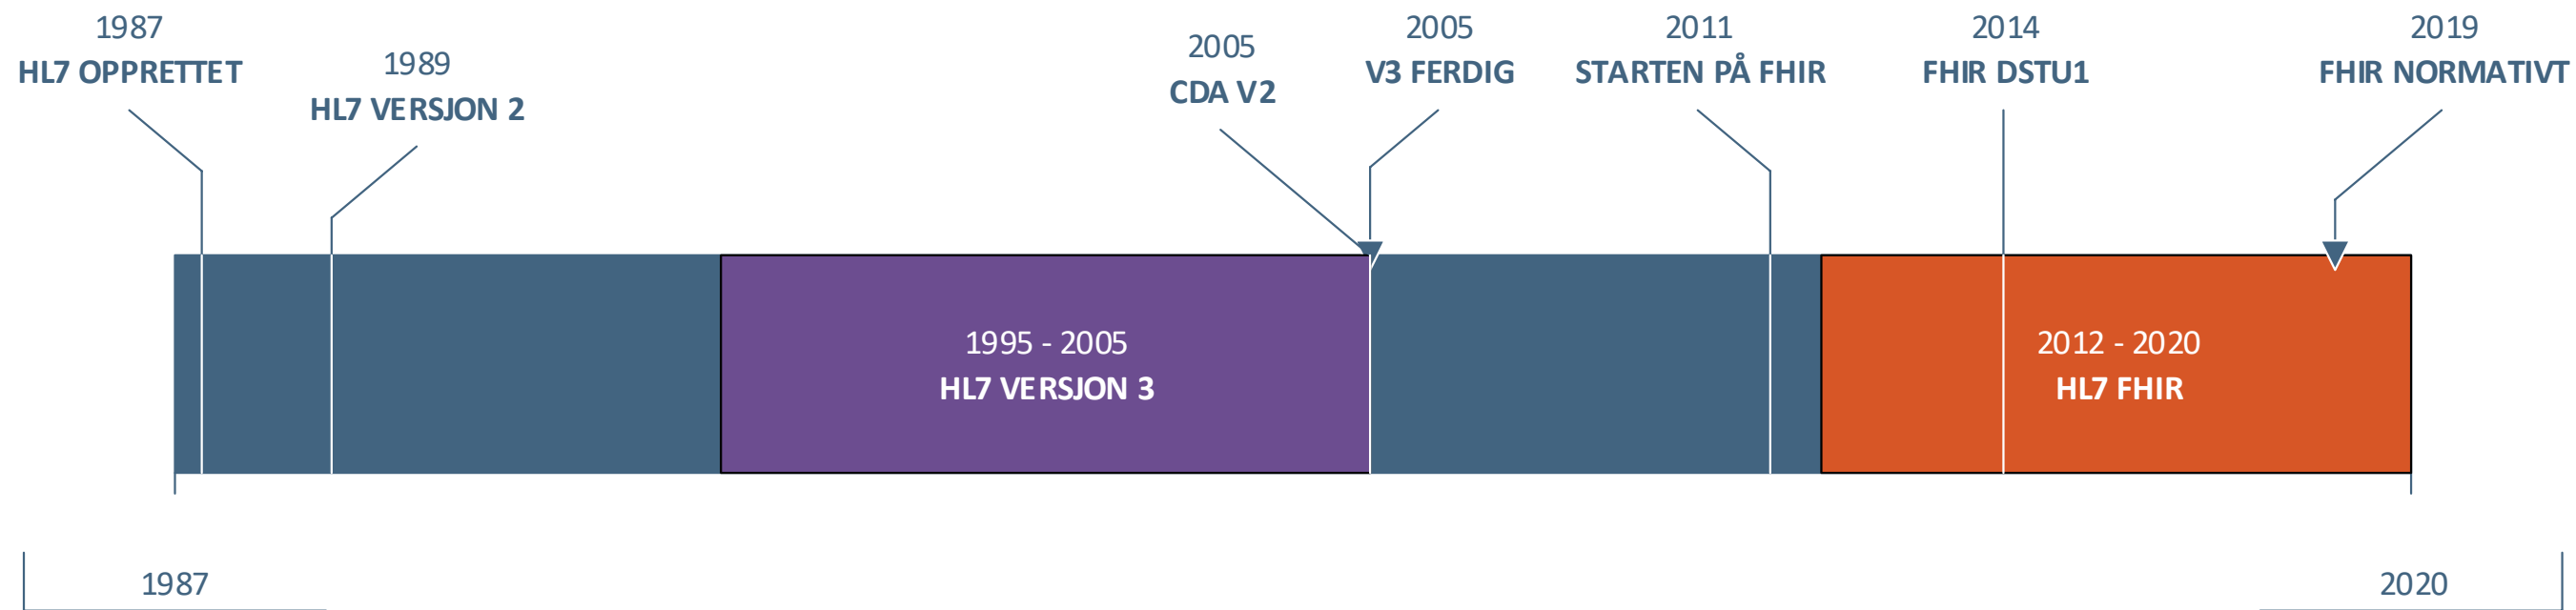 1987
HL7 OPPRETTET
1989
HL7 VERSJON 2
2005
CDA V2
2005
V3 FERDIG
2011
STARTEN PÅ FHIR
2014
FHIR DSTU1
2019
FHIR NORMATIVT
1995 - 2005
HL7 VERSJON 3
2012 - 2020
HL7 FHIR
1987
2020